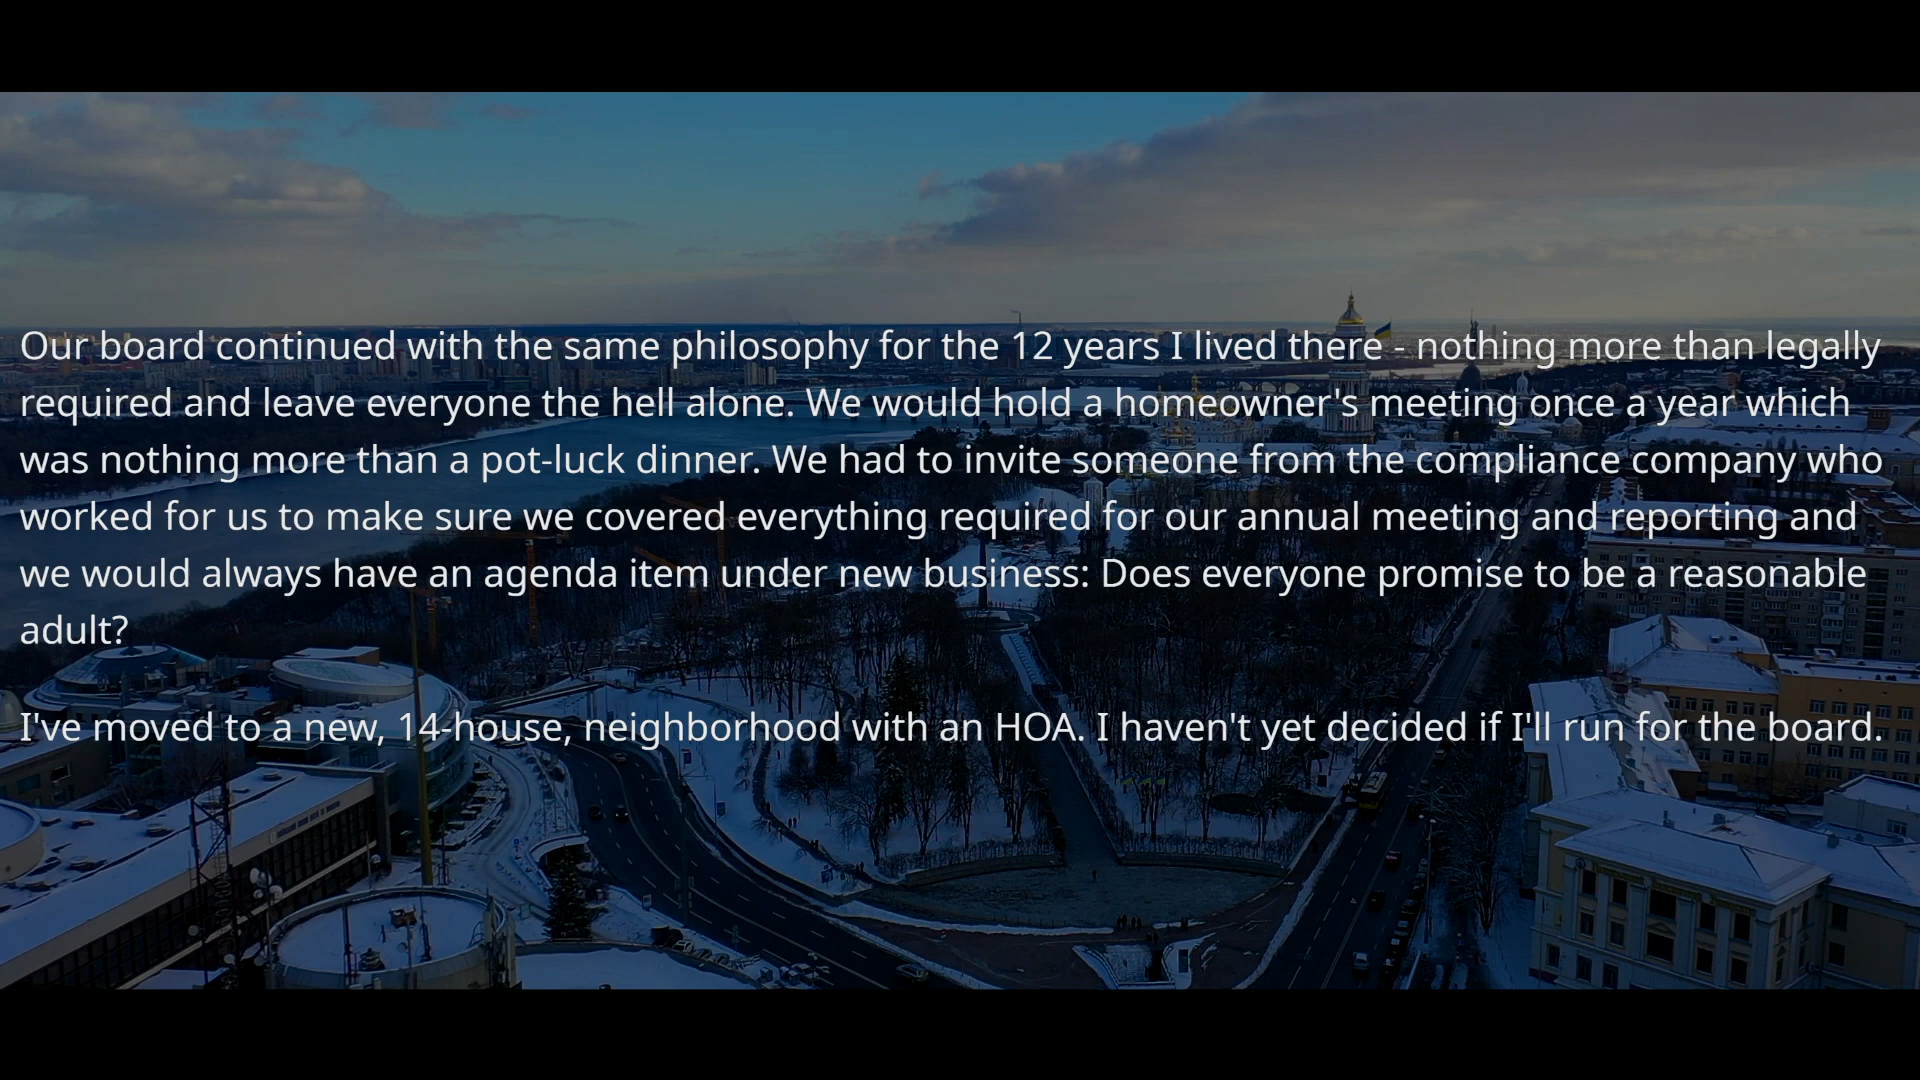 Our board continued with the same philosophy for the 12 years I lived there - nothing more than legally
required and leave everyone the hell alone. We would hold a homeowner's meeting once a year which
was nothing more than a pot-luck dinner. We had to invite someone from the compliance company who
worked for us to make sure we covered everything required for our annual meeting and reporting and
we would always have an agenda item under new business: Does everyone promise to be a reasonable
adult?
I've moved to a new, 14-house, neighborhood with an HOA. I haven't yet decided if I'll run for the board.